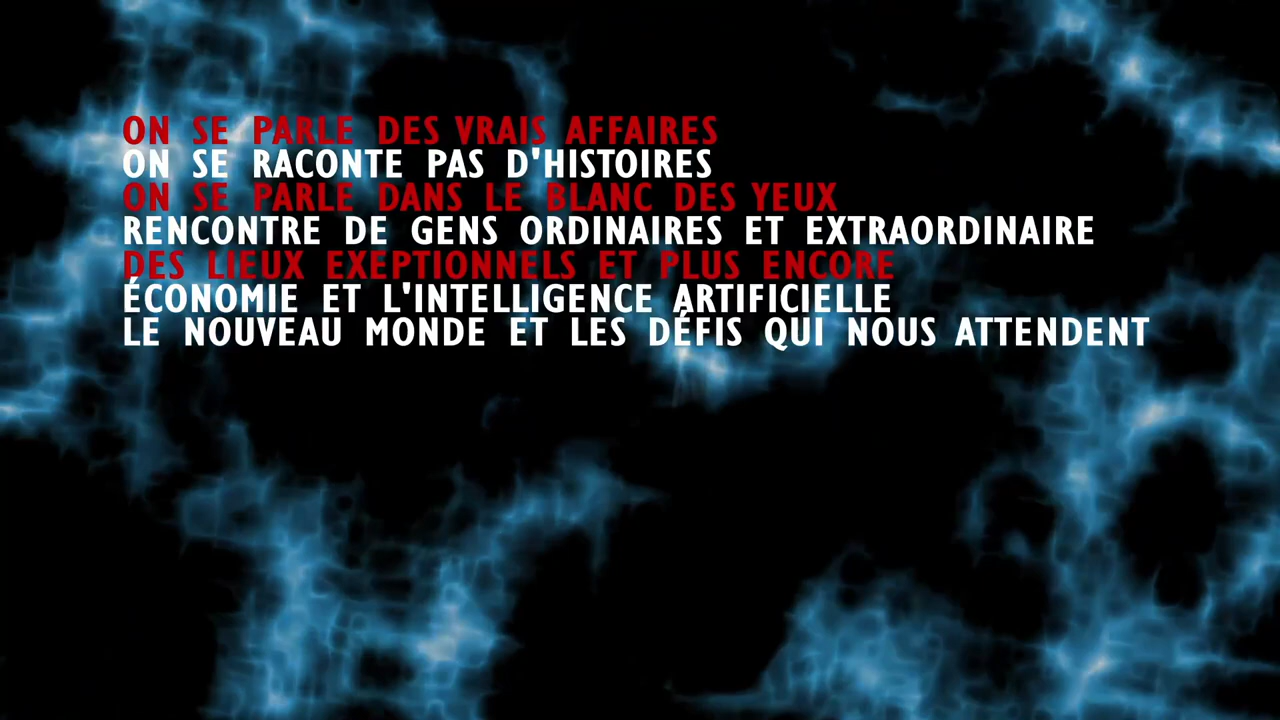 ON SE PARLE DES VRAIS AFFAIRES
ON SE RACONTE PAS D'HISTOIRES
ON SE PARLE DANS LE BLANC DES YEUX
RENCONTRE DE GENS ORDINAIRES ET EXTRAORDINAIRE
DES LIEUX EXEPTIONNELS ET PLUS ENCORE
ÉCONOMIE ET L'INTELLIGENCE ARTIFICIELLE
LE NOUVEAU MONDE ET LES DÉFIS QUI NOUS ATTENDENT